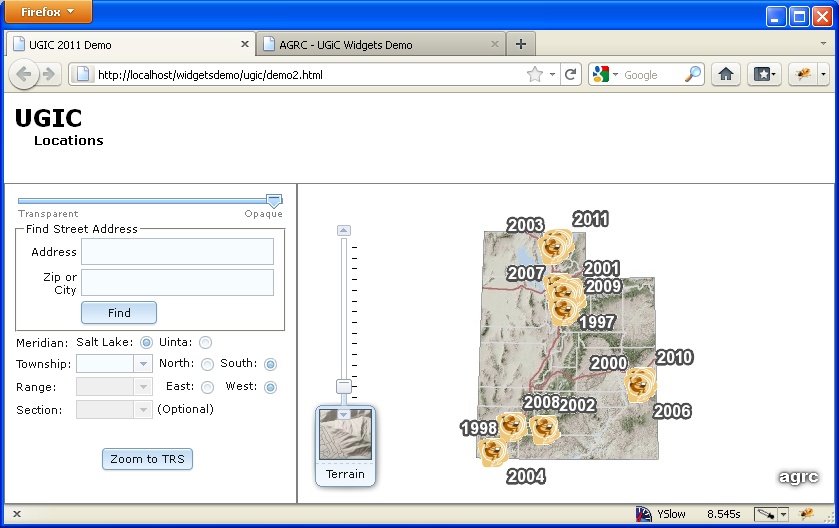 Firefox
UGIC 2011 Demo
AGRC - UGiC Widgets Demo
http://localhost/widgetsdemo/ugic/demo2.html
Google
UGIC
Locations
Transparent Opaque
Find Street Address
Address
Zip or City
Find
Meridian: Salt Lake: Uinta:
Township: North: South:
Range: East: West:
Section: (Optional)
Zoom to TRS
Terrain
2003
2011
2007
2001
2009
1997
2000
2010
2008
2002
2006
1998
2004
agrc
YSlow 8.545s